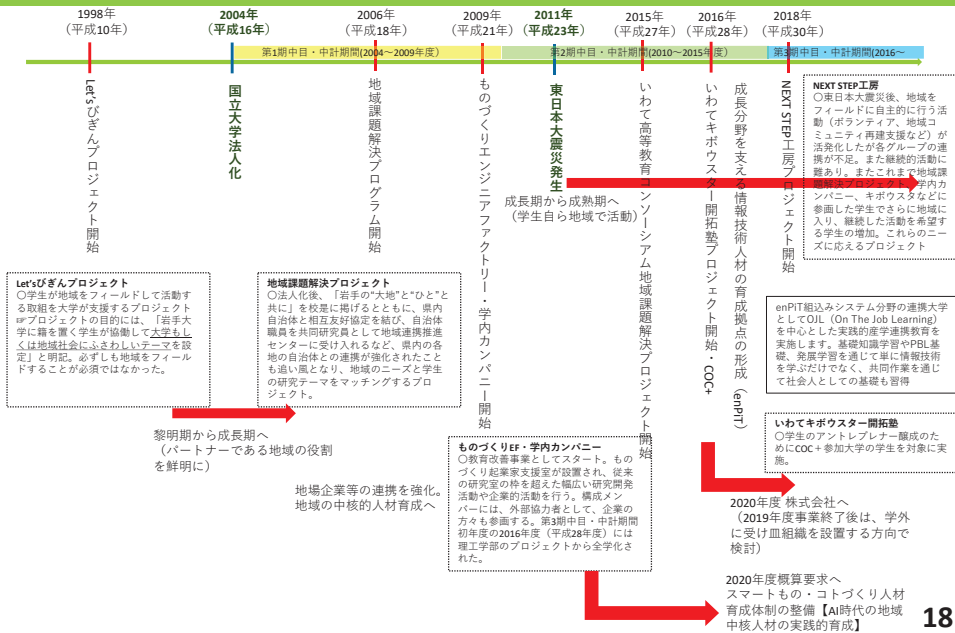 1998年
（平成10年）
2004年
（平成16年）
2006年
（平成18年）
2009年
（平成21年）
2011年
（平成23年）
2015年
（平成27年）
2016年
（平成28年）
2018年
（平成30年）
第1期中目・中計期間(2004～2009年度)
第2期中目・中計期間(2010～2015年度)
第3期中目・中計期間(2016～
Let'sびぎんプロジェクト開始
国立大学法人化
地域課題解決プログラム開始
ものづくりエンジニアファクトリー・学内カンパニー開始
東日本大震災発生
いわて高等教育コンソーシアム地域課題解決プロジェクト開始
いわてキボウスター開拓塾プロジェクト開始・COC+
成長分野を支える情報技術人材の育成拠点の形成（enPiT）
NEXT STEP工房プロジェクト開始
NEXT STEP工房
○東日本大震災後、地域を
フィールドに自主的に行う活
動（ボランティア、地域コ
ミュニティ再建支援など）が
活発化したが各グループの連
携が不足。また継続的活動に
難あり。またこれまで地域課
題解決プロジェクト、学内カ
ンパニー、キボウスタなどに
参画した学生でさらに地域に
入り、継続した活動を希望す
る学生の増加。これらのニー
ズに応えるプロジェクト
成長期から成熟期へ
（学生自ら地域で活動）
Let'sびぎんプロジェクト
○学生が地域をフィールドして活動す
る取組を大学が支援するプロジェクト
☞プロジェクトの目的には、「岩手大
学に籍を置く学生が協働して大学もし
くは地域社会にふさわしいテーマを設
定」と明記。必ずしも地域をフィール
ドすることが必須ではなかった。
地域課題解決プロジェクト
○法人化後、「岩手の“大地”と“ひと”と
共に」を校是に掲げるとともに、県内
自治体と相互友好協定を結び、自治体
職員を共同研究員として地域連携推進
センターに受け入れるなど、県内の各
地の自治体との連携が強化されたこと
も追い風となり、地域のニーズと学生
の研究テーマをマッチングするプロ
ジェクト。
enPiT組込みシステム分野の連携大学
としてOJL（On The Job Learning）
を中心とした実践的産学連携教育を
実施します。基礎知識学習やPBL基
礎、発展学習を通じて単に情報技術
を学ぶだけでなく、共同作業を通じ
て社会人としての基礎も習得
いわてキボウスター開拓塾
○学生のアントレプレナー醸成のた
めにCOC＋参加大学の学生を対象に実
施。
黎明期から成長期へ
（パートナーである地域の役割
を鮮明に）
地場企業等の連携を強化。
地域の中核的人材育成へ
ものづくりEF・学内カンパニー
○教育改善事業としてスタート。もの
づくり起業家支援室が設置され、従来
の研究室の枠を超えた幅広い研究開発
活動や企業的活動を行う。構成メン
バーには、外部協力者として、企業の
方々も参画する。第3期中目・中計期間
初年度の2016年度（平成28年度）には
理工学部のプロジェクトから全学化さ
れた。
2020年度 株式会社へ
（2019年度事業終了後は、学外
に受け皿組織を設置する方向で
検討）
2020年度概算要求へ
スマートもの・コトづくり人材
育成体制の整備【AI時代の地域
中核人材の実践的育成】
18